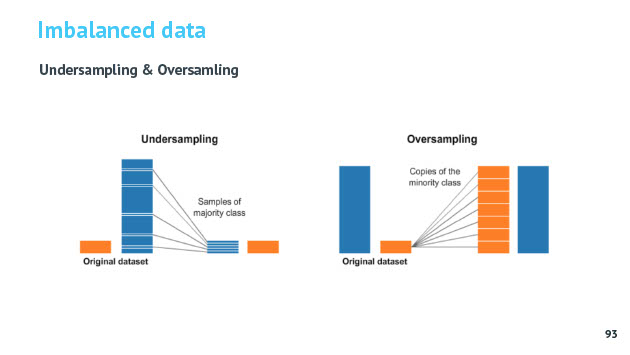 Imbalanced data
Undersampling & Oversamling
Undersampling
Samples of
majority class
Original dataset
Oversampling
Copies of the
minority class
Original dataset
93